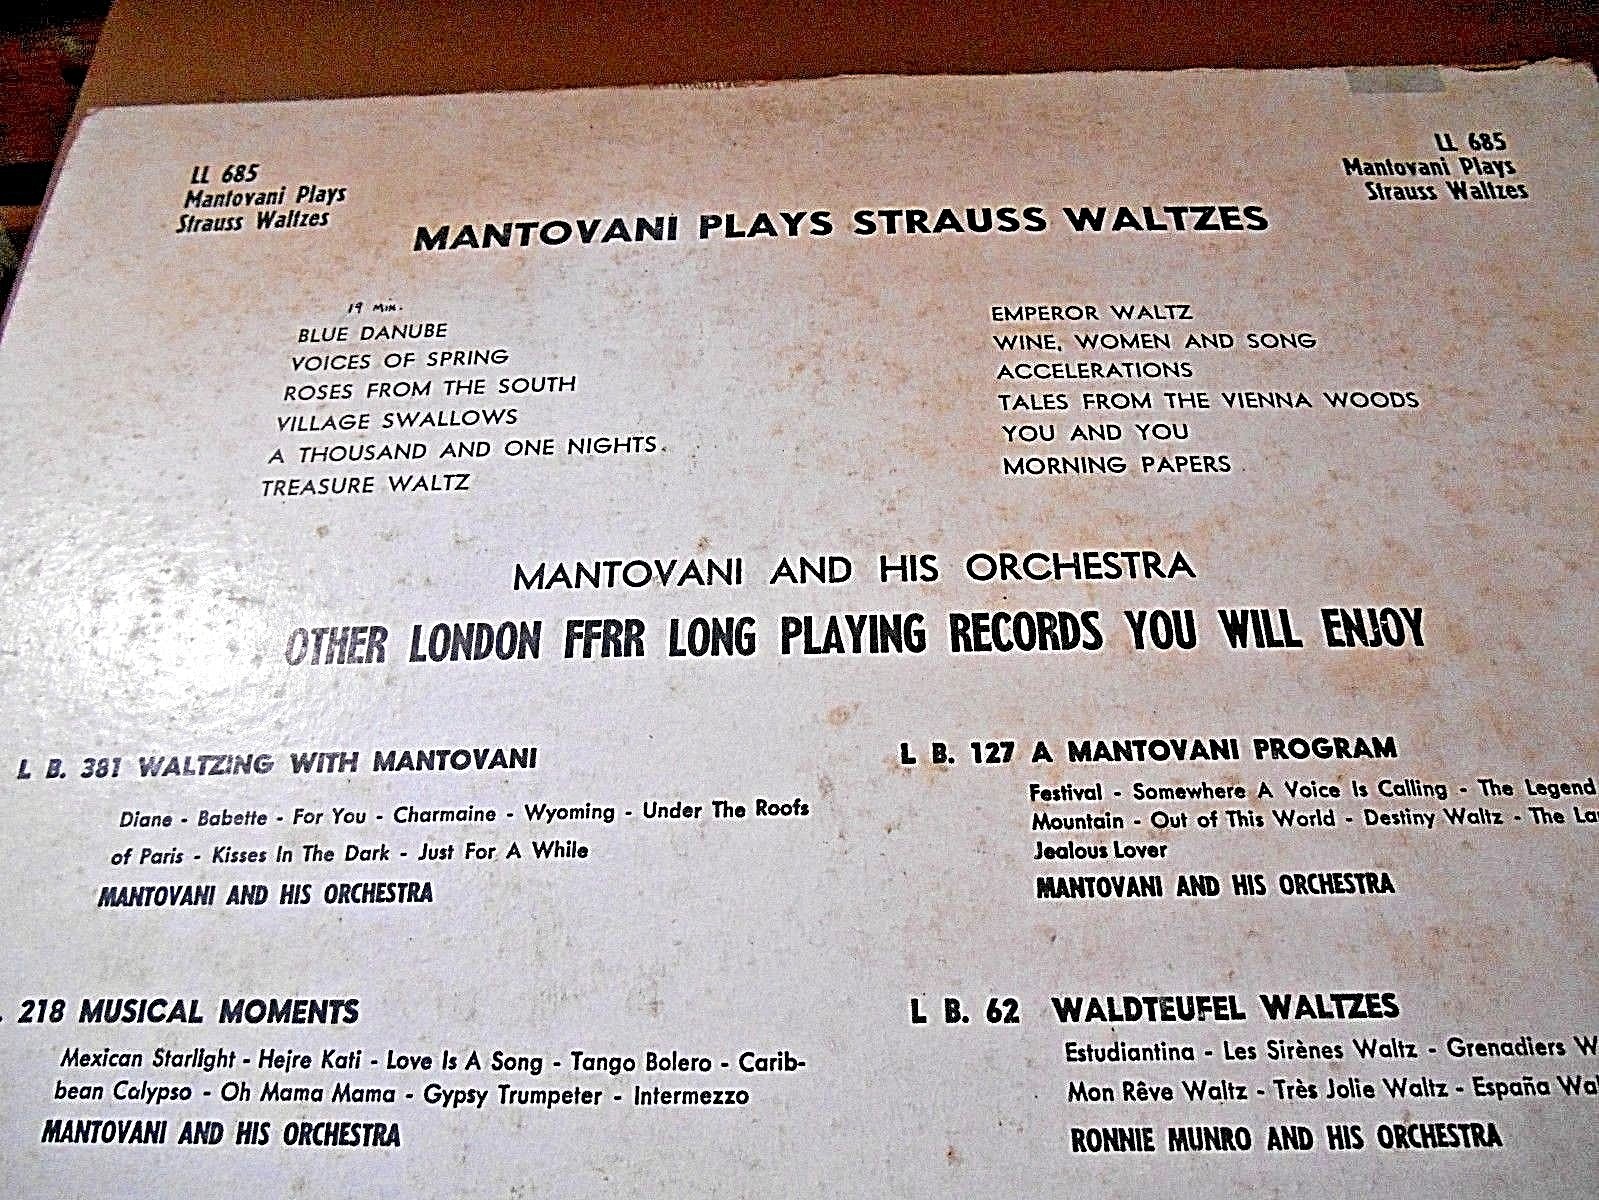 LL 685
Mantovani Plays
Strauss Waltzes
LL 685
Mantovani Plays
Strauss Waltzes
MANTOVANI PLAYS STRAUSS WALTZES
19 Min.
BLUE DANUBE
VOICES OF SPRING
ROSES FROM THE SOUTH
VILLAGE SWALLOWS
A THOUSAND AND ONE NIGHTS.
TREASURE WALTZ
EMPEROR WALTZ
WINE, WOMEN AND SONG
ACCELERATIONS
TALES FROM THE VIENNA WOODS
YOU AND YOU
MORNING PAPERS
MANTOVANI AND HIS ORCHESTRA
OTHER LONDON FFRR LONG PLAYING RECORDS YOU WILL ENJOY
L B. 381 WALTZING WITH MANTOVANI
Diane - Babette - For You - Charmaine - Wyoming - Under The Roofs
of Paris - Kisses In The Dark - Just For A While
MANTOVANI AND HIS ORCHESTRA
L B. 127 A MANTOVANI PROGRAM
Festival - Somewhere A Voice Is Calling - The Legend
Mountain - Out of This World - Destiny Waltz - The
Jealous Lover
MANTOVANI AND HIS ORCHESTRA
. 218 MUSICAL MOMENTS
Mexican Starlight - Hejre Kati - Love Is A Song - Tango Bolero - Carib-
bean Calypso - Oh Mama Mama - Gypsy Trumpeter - Intermezzo
MANTOVANI AND HIS ORCHESTRA
L B. 62 WALDTEUFEL WALTZES
Estudiantina - Les Sirènes Waltz - Grenadiers
Mon Rêve Waltz - Très Jolie Waltz - España
RONNIE MUNRO AND HIS ORCHESTRA